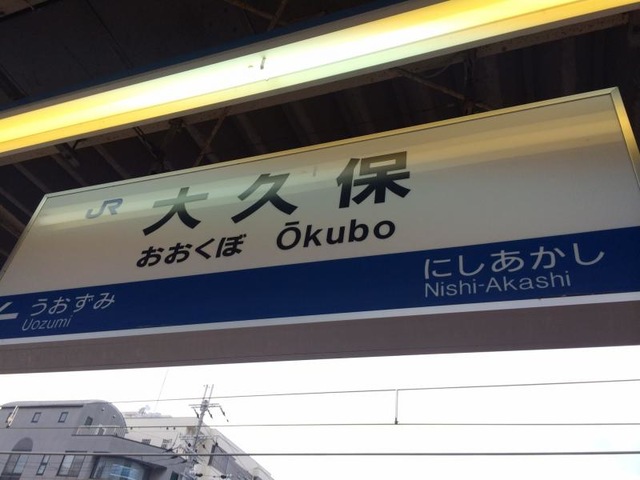 JR 大久保
おおくぼ Ōkubo
← うおずみ
Uozumi
にしあかし
Nishi-Akashi